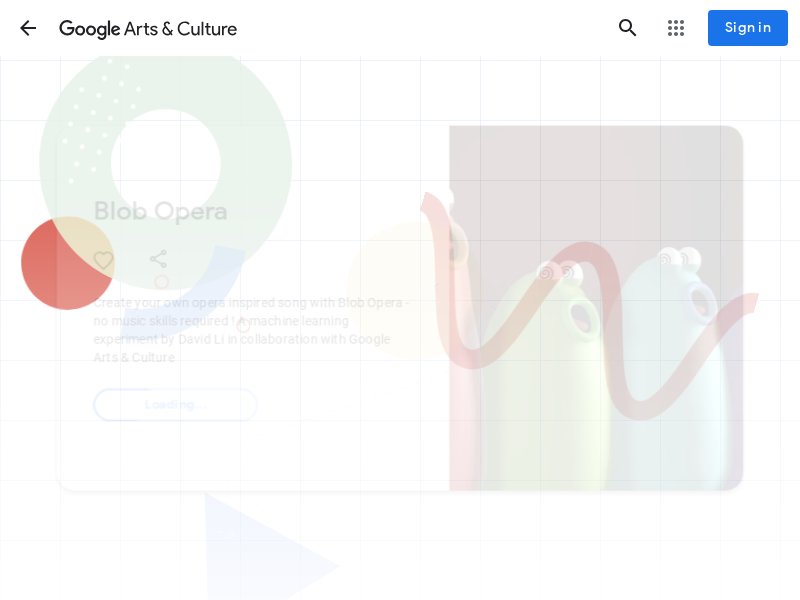 Google Arts & Culture
Sign in
Blob Opera
Create your own opera inspired song with Blob Opera -
no music skills required ! A machine learning
experiment by David Li in collaboration with Google
Arts & Culture
Loading...